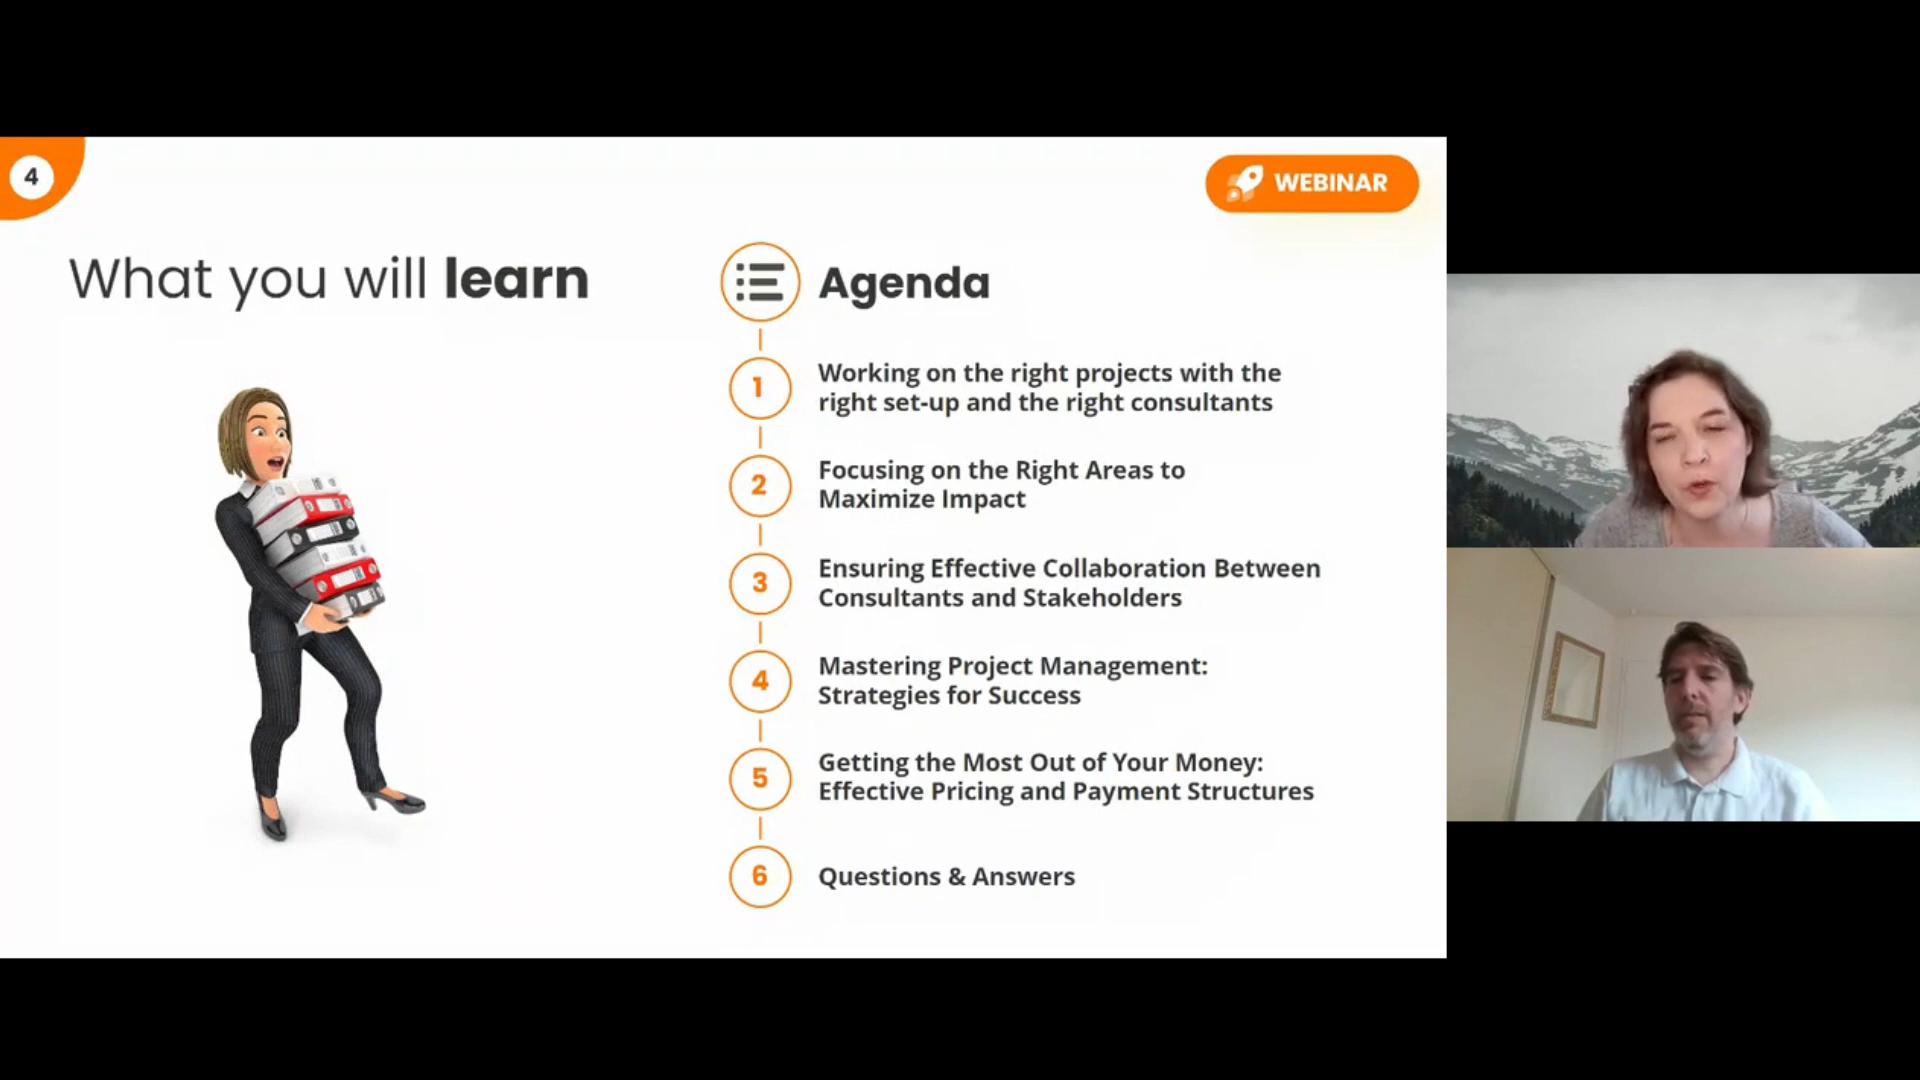 4
WEBINAR
What you will learn
Agenda
1
Working on the right projects with the
right set-up and the right consultants
2
Focusing on the Right Areas to
Maximize Impact
3
Ensuring Effective Collaboration Between
Consultants and Stakeholders
4
Mastering Project Management:
Strategies for Success
5
Getting the Most Out of Your Money:
Effective Pricing and Payment Structures
6
Questions & Answers